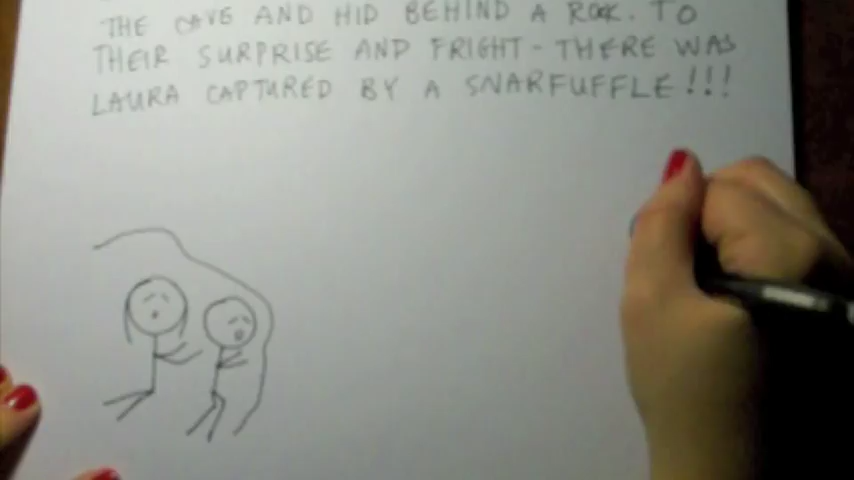 THE CAVE AND HID BEHIND A ROCK. TO
THEIR SURPRISE AND FRIGHT - THERE WAS
LAURA CAPTURED BY A SNARFUFFLE!!!